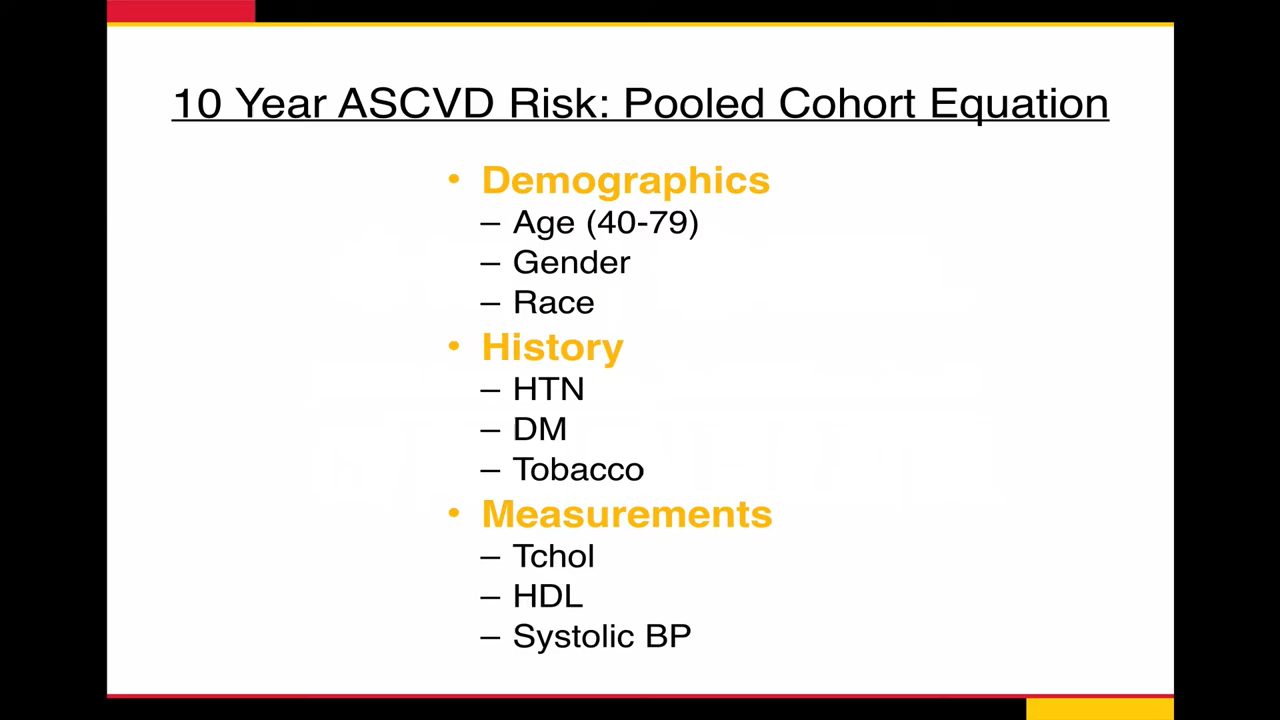 10 Year ASCVD Risk: Pooled Cohort Equation
• Demographics
– Age (40-79)
– Gender
– Race
• History
– HTN
– DM
– Tobacco
• Measurements
– Tchol
– HDL
– Systolic BP